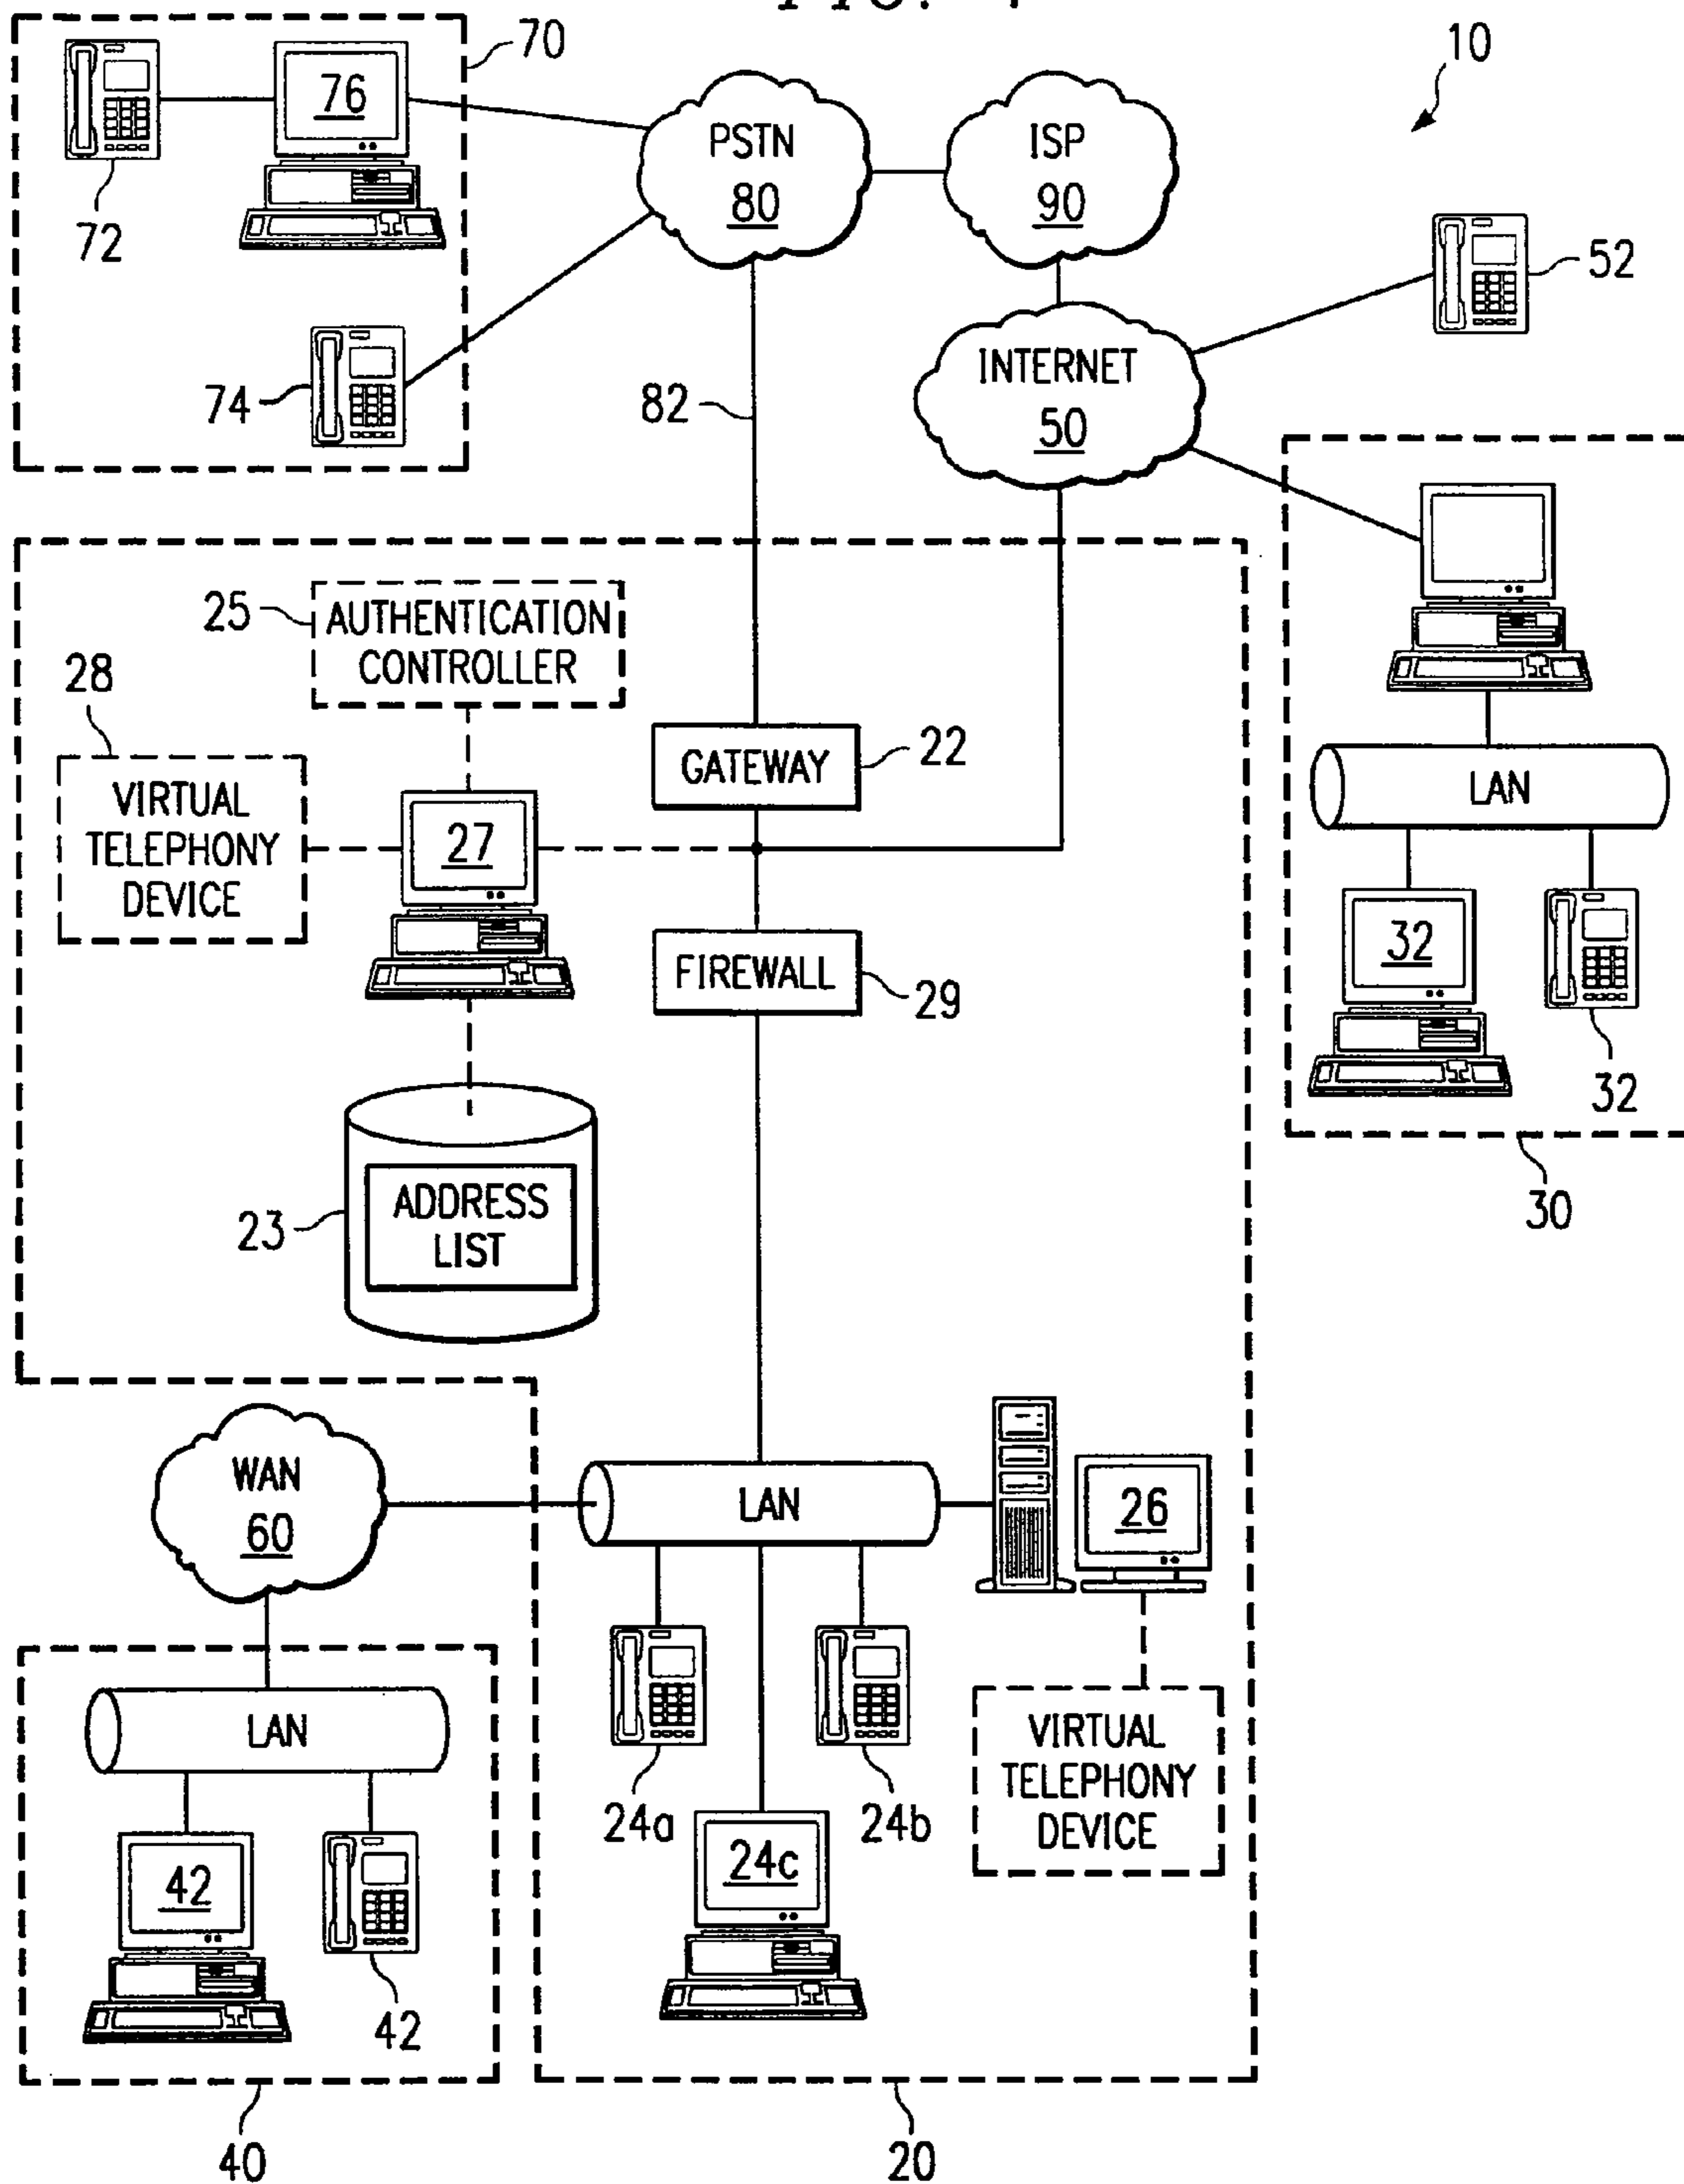 70
10
76
72
PSTN
80
ISP
90
52
74
82
INTERNET
50
25
AUTHENTICATION
CONTROLLER
28
VIRTUAL
TELEPHONY
DEVICE
27
GATEWAY
22
LAN
FIREWALL
29
32
32
30
23
ADDRESS
LIST
WAN
60
LAN
26
LAN
24a
24b
VIRTUAL
TELEPHONY
DEVICE
24c
42
42
40
20